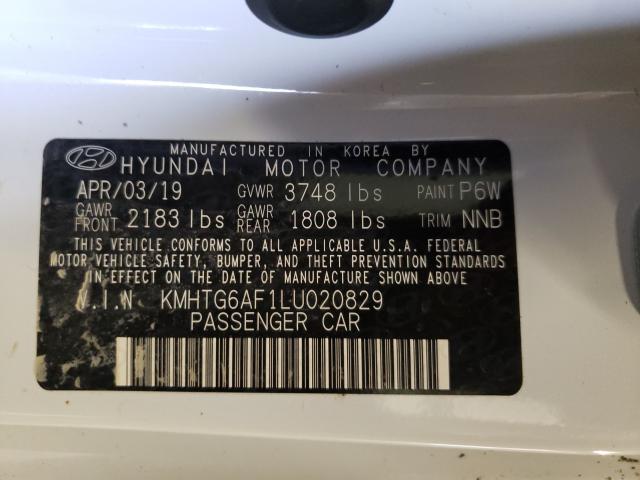 MANUFACTURED IN KOREA BY
HYUNDAI MOTOR COMPANY
APR/03/19 GVWR 3748 lbs PAINT P6W
GAWR FRONT 2183 lbs GAWR REAR 1808 lbs TRIM NNB
THIS VEHICLE CONFORMS TO ALL APPLICABLE U.S.A. FEDERAL
MOTOR VEHICLE SAFETY, BUMPER, AND THEFT PREVENTION STANDARDS
IN EFFECT ON THE DATE OF MANUFACTURE SHOWN ABOVE
V.I.N KMHTG6AF1LU020829
PASSENGER CAR